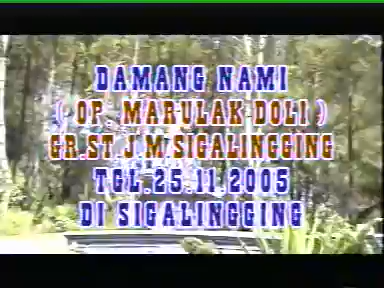 DAMANG NAMI
( OP. MARULAK DOLI )
GR.ST.J M SIGALINGGING
TGL.25.11.2005
DI SIGALINGGING